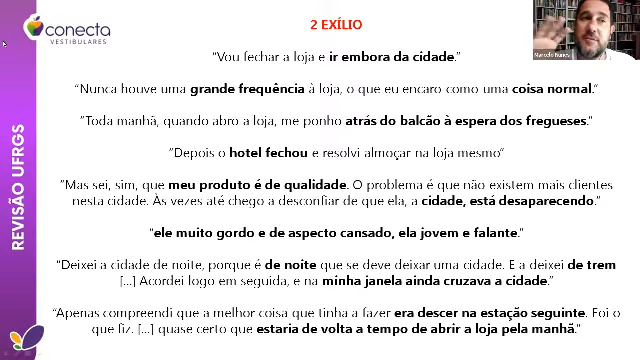 conecta
VESTIBULARES
REVISÃO UFRGS
2 EXÍLIO
“Vou fechar a loja e ir embora da cidade.”
“Nunca houve uma grande frequência à loja, o que eu encaro como uma coisa normal.”
“Toda manhã, quando abro a loja, me ponho atrás do balcão à espera dos fregueses.”
“Depois o hotel fechou e resolvi almoçar na loja mesmo”
“Mas sei, sim, que meu produto é de qualidade. O problema é que não existem mais clientes
nesta cidade. Às vezes até chego a desconfiar de que ela, a cidade, está desaparecendo.”
“ele muito gordo e de aspecto cansado, ela jovem e falante.”
“Deixei a cidade de noite, porque é de noite que se deve deixar uma cidade. E a deixei de trem
[...] Acordei logo em seguida, e na minha janela ainda cruzava a cidade.”
“Apenas compreendi que a melhor coisa que tinha a fazer era descer na estação seguinte. Foi o
que fiz. [...] quase certo que estaria de volta a tempo de abrir a loja pela manhã.”
Marcelo Nunes